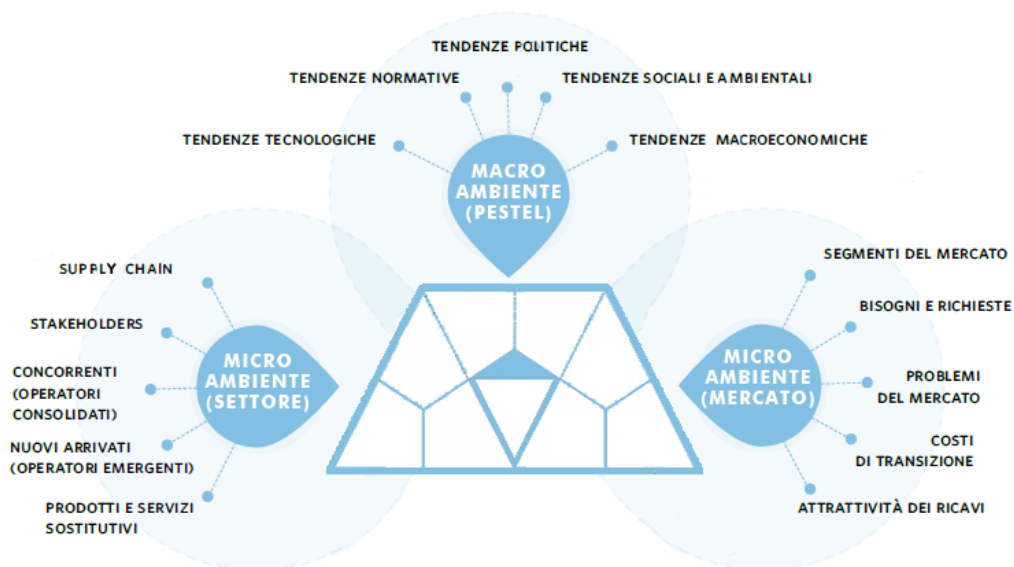 TENDENZE POLITICHE
TENDENZE NORMATIVE
TENDENZE SOCIALI E AMBIENTALI
TENDENZE TECNOLOGICHE
TENDENZE MACROECONOMICHE
MACRO
AMBIENTE
(PESTEL)
SUPPLY CHAIN
STAKEHOLDERS
CONCORRENTI
(OPERATORI
CONSOLIDATI)
NUOVI ARRIVATI
(OPERATORI EMERGENTI)
PRODOTTI E SERVIZI
SOSTITUTIVI
MICRO
AMBIENTE
(SETTORE)
MICRO
AMBIENTE
(MERCATO)
SEGMENTI DEL MERCATO
BISOGNI E RICHIESTE
PROBLEMI
DEL MERCATO
COSTI
DI TRANSIZIONE
ATTRATTIVITÀ DEI RICAVI